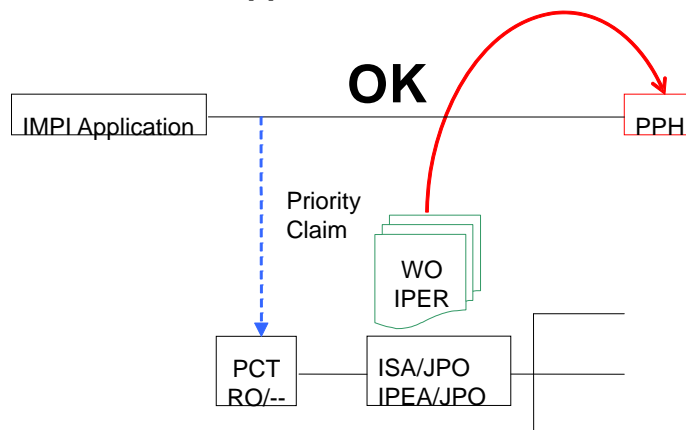 OK
IMPI Application
PPH
Priority
Claim
WO
IPER
PCT
RO/--
ISA/JPO
IPEA/JPO